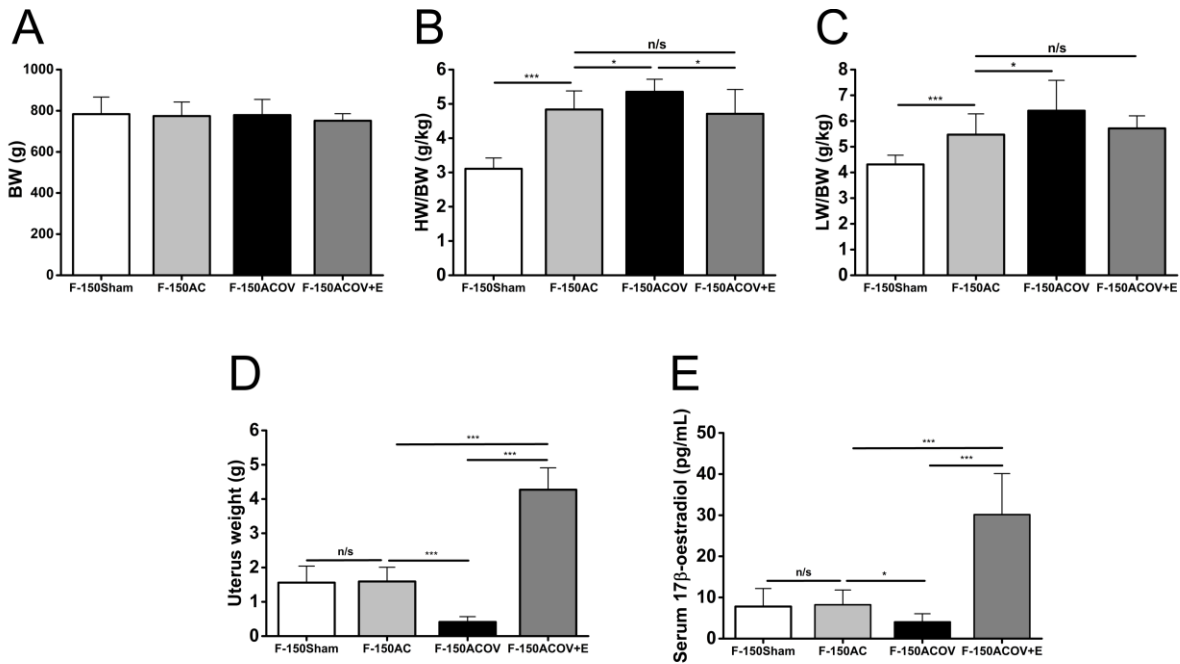 A
BW (g)
1000
800
600
400
200
0
F-150Sham F-150AC F-150ACOV F-150ACOV+E
B
HW/BW (g/kg)
n/s
*** * *
6
5
4
3
2
1
0
F-150Sham F-150AC F-150ACOV F-150ACOV+E
C
LW/BW (g/kg)
n/s
*
***
8
7
6
5
4
3
2
1
0
F-150Sham F-150AC F-150ACOV F-150ACOV+E
D
Uterus weight (g)
***
***
n/s ***
6
5
4
3
2
1
0
F-150Sham F-150AC F-150ACOV F-150ACOV+E
E
Serum 17β-oestradiol (pg/mL)
***
***
n/s *
50
40
30
20
10
0
F-150Sham F-150AC F-150ACOV F-150ACOV+E